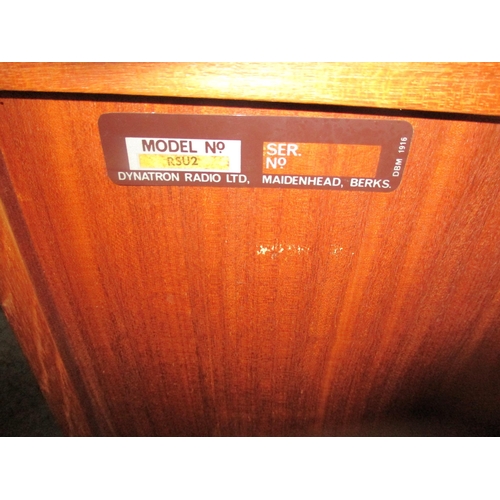 MODEL Nº
RSU2
SER.
Nº
DYNATRON RADIO LTD, MAIDENHEAD, BERKS.
DBM 1916